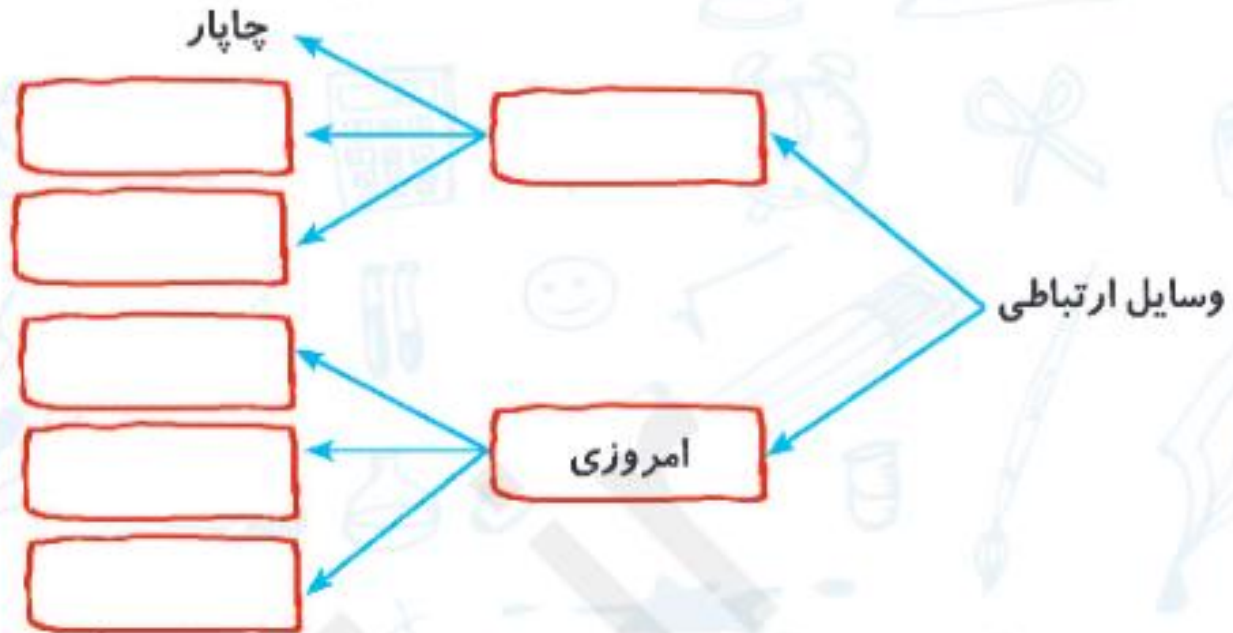 چاپار
وسایل ارتباطی
امروزی